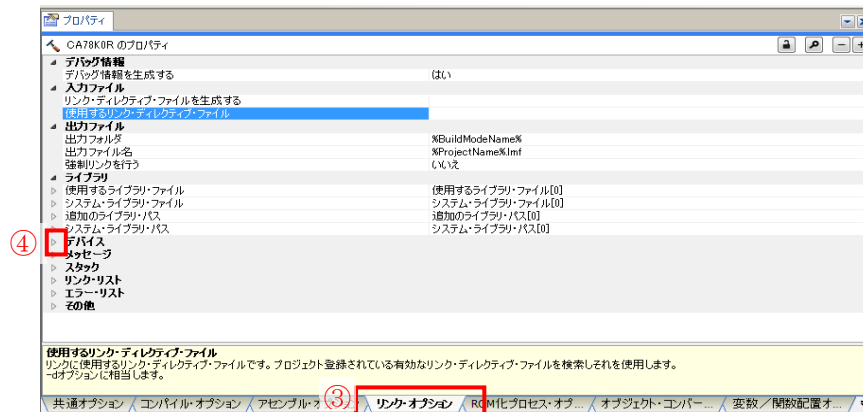 プロパティ
CA78K0R のプロパティ
デバッグ情報
デバッグ情報を生成する はい
入力ファイル
リンク・ディレクティブ・ファイルを生成する
使用するリンク・ディレクティブ・ファイル
出力ファイル
出力フォルダ %BuildModeName%
出力ファイル名 %ProjectName%.lmf
強制リンクを行う いいえ
ライブラリ
使用するライブラリ・ファイル 使用するライブラリ・ファイル[0]
システム・ライブラリ・ファイル システム・ライブラリ・ファイル[0]
追加のライブラリ・パス 追加のライブラリ・パス[0]
システム・ライブラリ・パス システム・ライブラリ・パス[0]
④ デバイス
メッセージ
スタック
リンク・リスト
エラー・リスト
その他
使用するリンク・ディレクティブ・ファイル
リンクに使用するリンク・ディレクティブ・ファイルです。プロジェクト登録されている有効なリンク・ディレクティブ・ファイルを検索しそれを使用します。
-dオプションに相当します。
共通オプション コンパイル・オプション アセンブル・オ ③ リンク・オプション ROM化プロセス・オプ... オブジェクト・コンバー... 変数／関数配置オ...